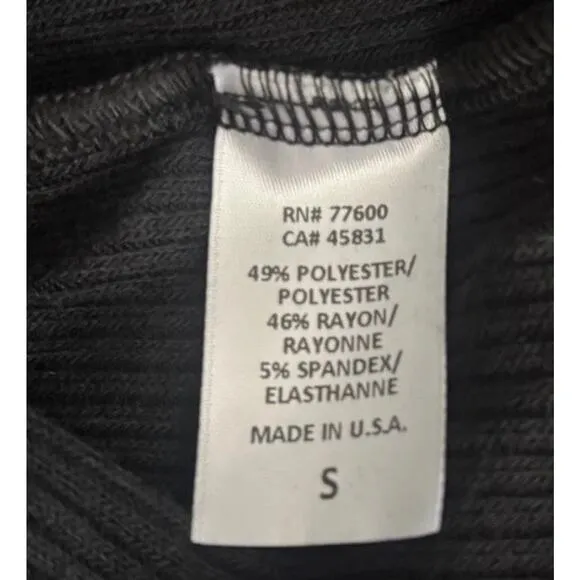 RN# 77600
CA# 45831
49% POLYESTER/
POLYESTER
46% RAYON/
RAYONNE
5% SPANDEX/
ELASTHANNE
MADE IN U.S.A.
S